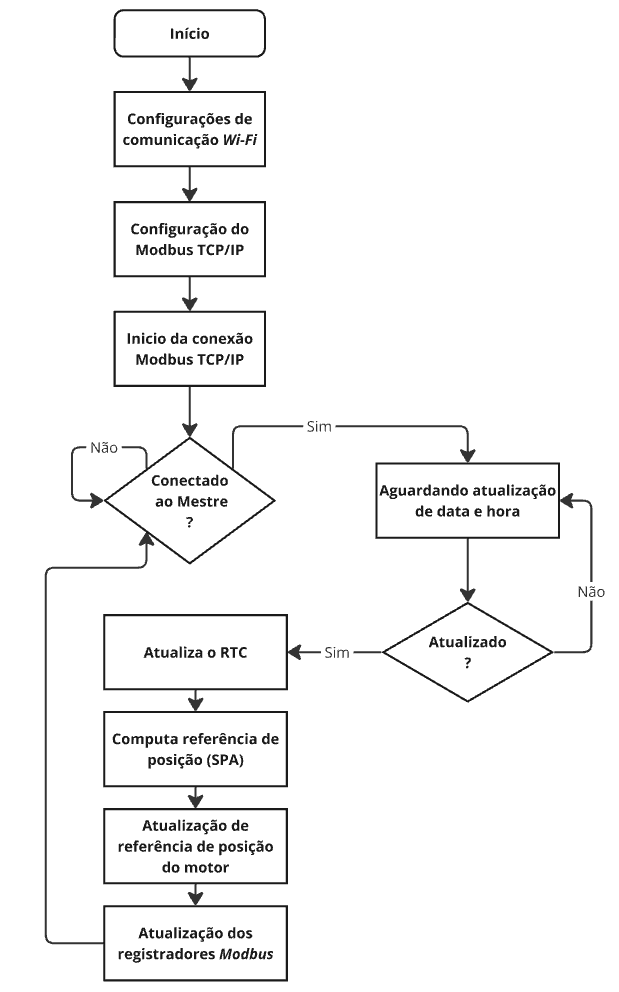 Início
Configurações de
comunicação Wi-Fi
Configuração do
Modbus TCP/IP
Inicio da conexão
Modbus TCP/IP
Não
Conectado
ao Mestre
?
Sim
Aguardando atualização
de data e hora
Não
Atualizado
?
Sim
Atualiza o RTC
Computa referência de
posição (SPA)
Atualização de
referência de posição
do motor
Atualização dos
registradores Modbus